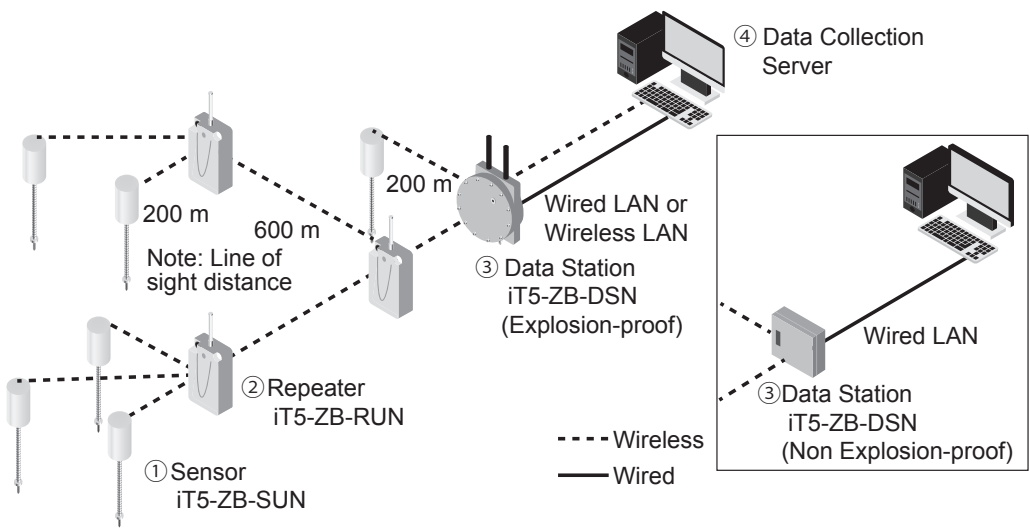 ④ Data Collection
Server
200 m
200 m
600 m
Note: Line of
sight distance
Wired LAN or
Wireless LAN
③ Data Station
iT5-ZB-DSN
(Explosion-proof)
Wired LAN
③Data Station
iT5-ZB-DSN
(Non Explosion-proof)
②Repeater
iT5-ZB-RUN
①Sensor
iT5-ZB-SUN
Wireless
Wired